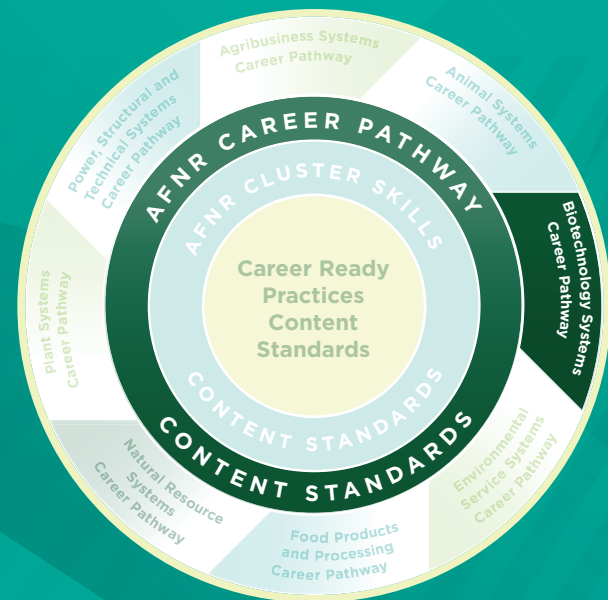 Agribusiness Systems
Career Pathway
Animal Systems
Career Pathway
Biotechnology Systems
Career Pathway
Environmental
Service Systems
Career Pathway
Food Products
and Processing
Career Pathway
Natural Resource
Systems
Career Pathway
Plant Systems
Career Pathway
Power, Structural and
Technical Systems
Career Pathway
AFNR CAREER PATHWAY
CONTENT STANDARDS
AFNR CLUSTER SKILLS
CONTENT STANDARDS
Career Ready
Practices
Content
Standards